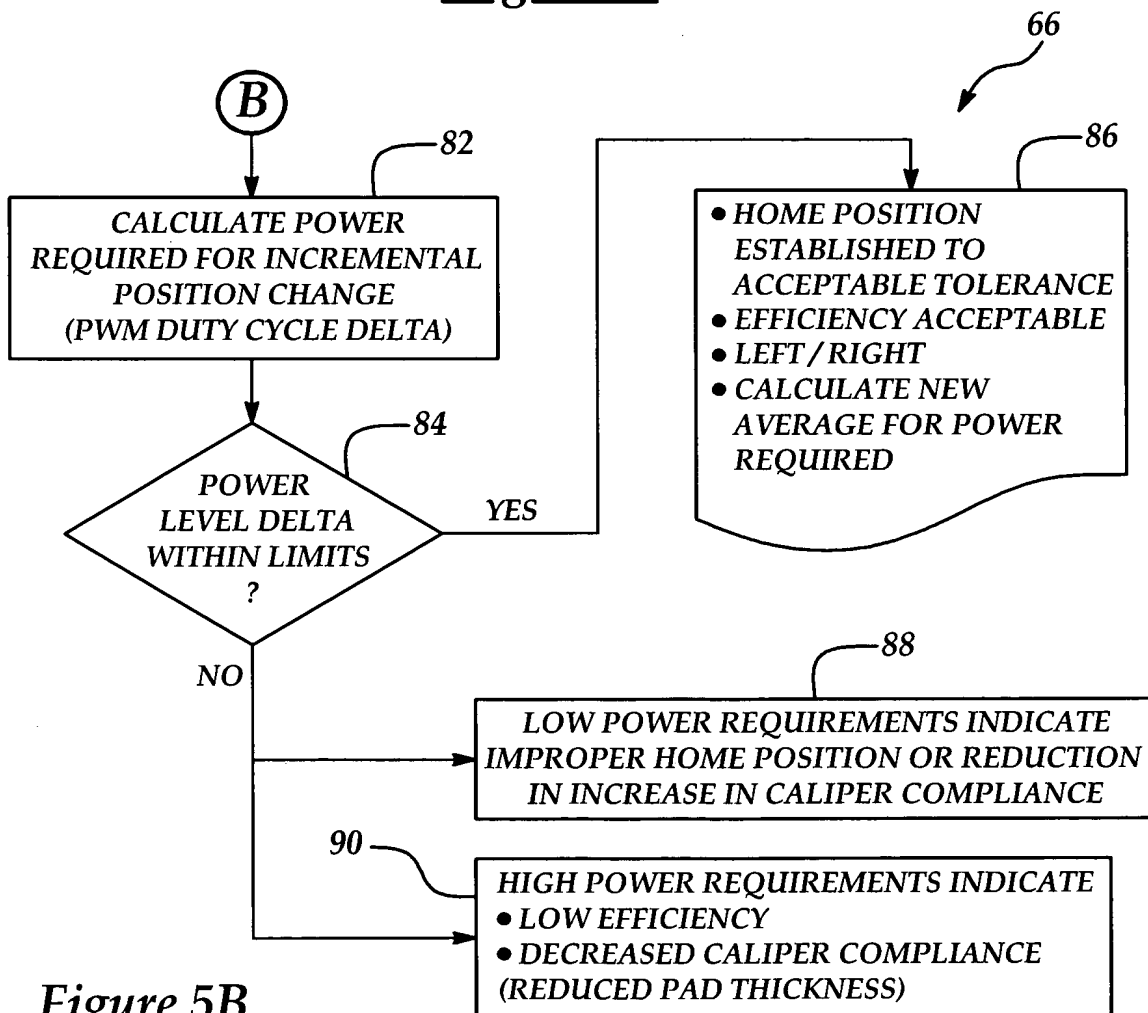 66
B
82
CALCULATE POWER
REQUIRED FOR INCREMENTAL
POSITION CHANGE
(PWM DUTY CYCLE DELTA)
86
• HOME POSITION
ESTABLISHED TO
ACCEPTABLE TOLERANCE
• EFFICIENCY ACCEPTABLE
• LEFT/RIGHT
• CALCULATE NEW
AVERAGE FOR POWER
REQUIRED
84
POWER
LEVEL DELTA
WITHIN LIMITS
?
YES
NO
88
LOW POWER REQUIREMENTS INDICATE
IMPROPER HOME POSITION OR REDUCTION
IN INCREASE IN CALIPER COMPLIANCE
90
HIGH POWER REQUIREMENTS INDICATE
• LOW EFFICIENCY
• DECREASED CALIPER COMPLIANCE
(REDUCED PAD THICKNESS)
Figure 5B